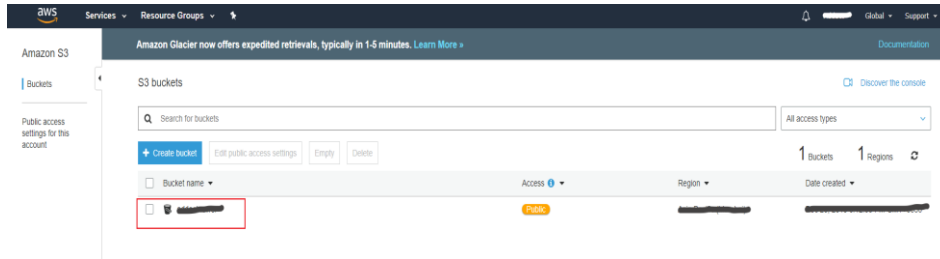 aws Services Resource Groups Global Support
Amazon S3
Amazon Glacier now offers expedited retrievals, typically in 1-5 minutes. Learn More » Documentation
Buckets
S3 buckets Discover the console
Public access settings for this account
Search for buckets All access types
+ Create bucket Edit public access settings Empty Delete 1 Buckets 1 Regions
Bucket name Access Region Date created
Public